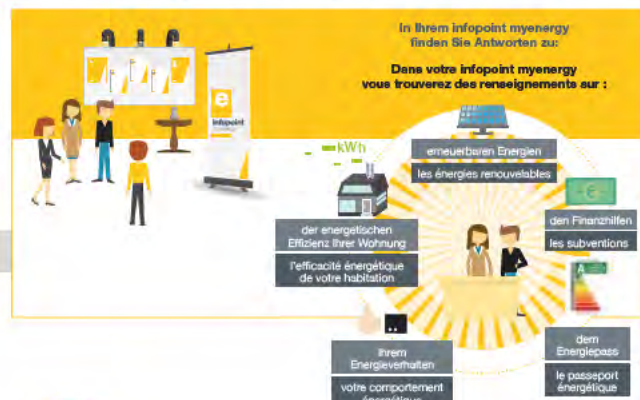 In Ihrem infopoint myenergy
finden Sie Antworten zu:
Dans votre infopoint myenergy
vous trouverez des renseignements sur :
infopoint
kWh
erneuerbaren Energien
les énergies renouvelables
€
den Finanzhilfen
les subventions
der energetischen
Effizienz Ihrer Wohnung
l'efficacité énergétique
de votre habitation
A
Ihrem
Energieverhalten
votre comportement
énergétique
dem
Energiepass
le passeport
énergétique